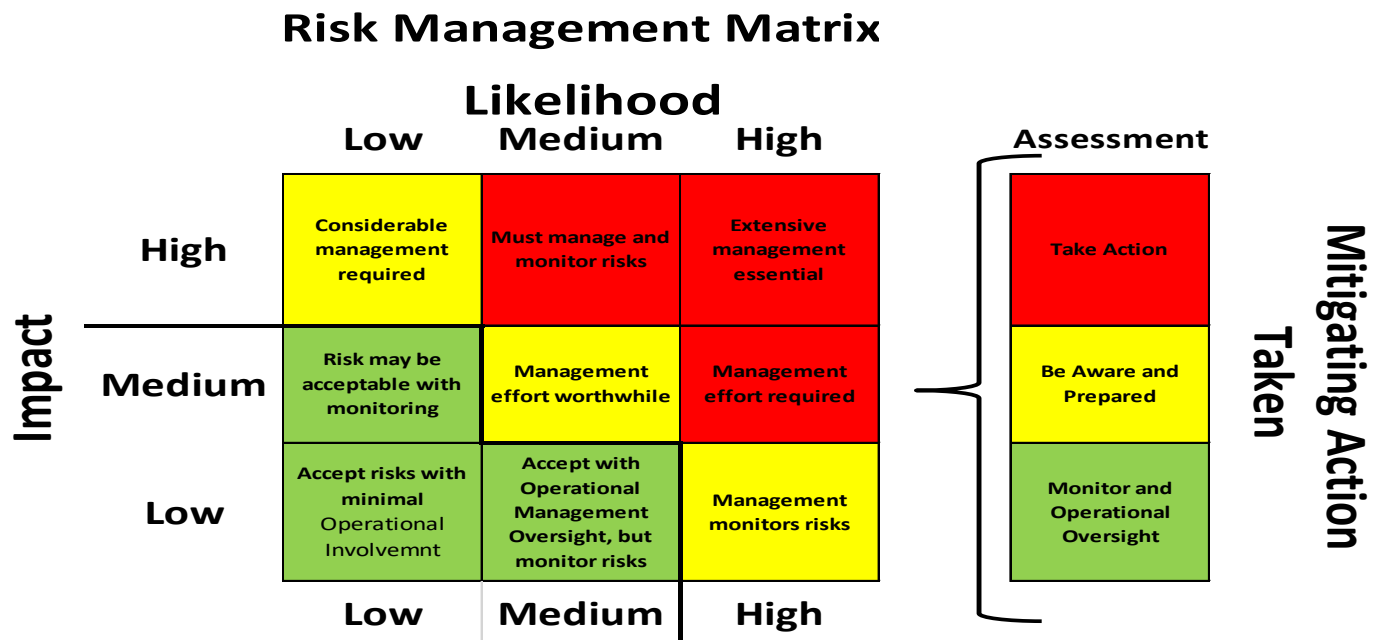 Risk Management Matrix
Likelihood
Low Medium High
Assessment
Impact
High
Considerable
management
required
Must manage and
monitor risks
Extensive
management
essential
Take Action
Medium
Risk may be
acceptable with
monitoring
Management
effort worthwhile
Management
effort required
Be Aware and
Prepared
Low
Accept risks with
minimal
Operational
Involvemnt
Accept with
Operational
Management
Oversight, but
monitor risks
Management
monitors risks
Monitor and
Operational
Oversight
Low Medium High
Mitigating Action
Taken